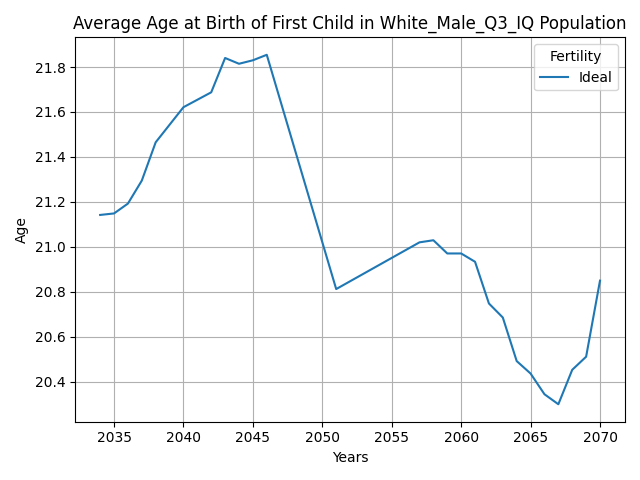 Average Age at Birth of First Child in White_Male_Q3_IQ Population
Fertility
Ideal
21.8
21.6
21.4
21.2
21.0
20.8
20.6
20.4
Age
2035 2040 2045 2050 2055 2060 2065 2070
Years